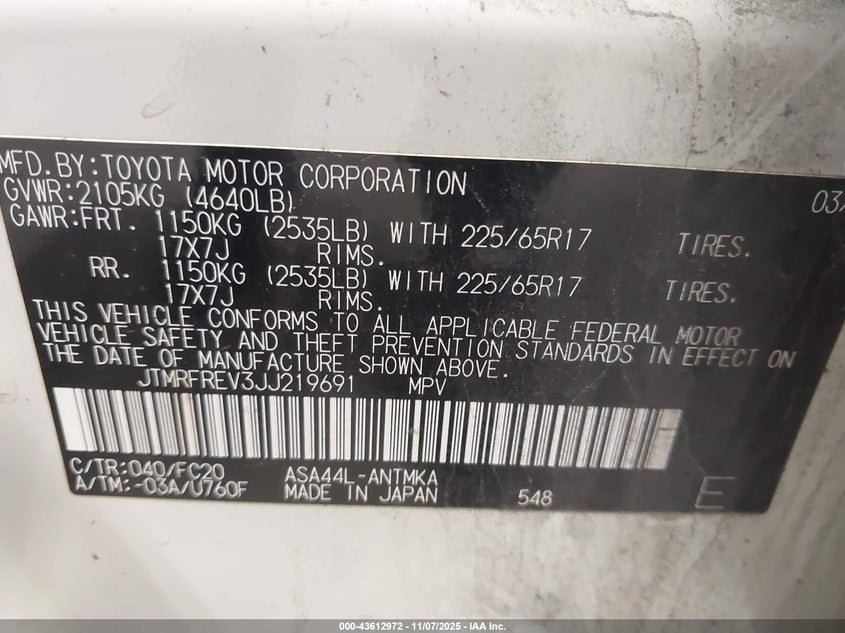 MFD.BY:TOYOTA MOTOR CORPORATION 03/
GVWR:2105KG (4640LB)
GAWR:FRT. 1150KG (2535LB) WITH 225/65R17 TIRES.
17X7J RIMS.
RR. 1150KG (2535LB) WITH 225/65R17 TIRES.
17X7J RIMS.
THIS VEHICLE CONFORMS TO ALL APPLICABLE FEDERAL MOTOR
VEHICLE SAFETY AND THEFT PREVENTION STANDARDS IN EFFECT ON
THE DATE OF MANUFACTURE SHOWN ABOVE.
JTMRFREV3JJ219691 MPV
C/TR:040/FC20 ASA44L-ANTMKA
A/TM:-03A/U760F MADE IN JAPAN 548 E
000-43612972 - 11/07/2025 - IAA Inc.